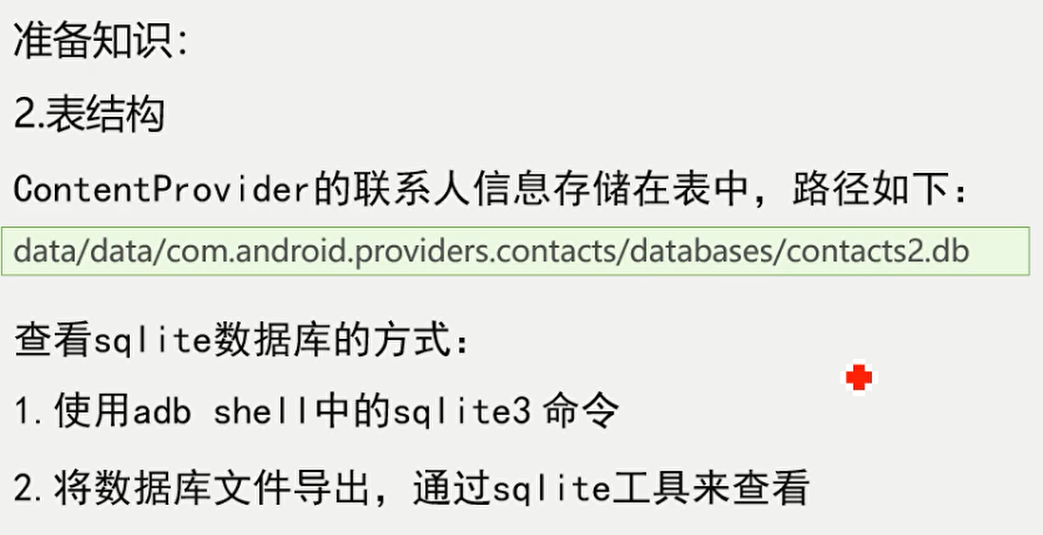 准备知识：
2.表结构
ContentProvider的联系人信息存储在表中，路径如下：
data/data/com.android.providers.contacts/databases/contacts2.db
查看sqlite数据库的方式：
1.使用adb shell中的sqlite3 命令
2.将数据库文件导出，通过sqlite工具来查看